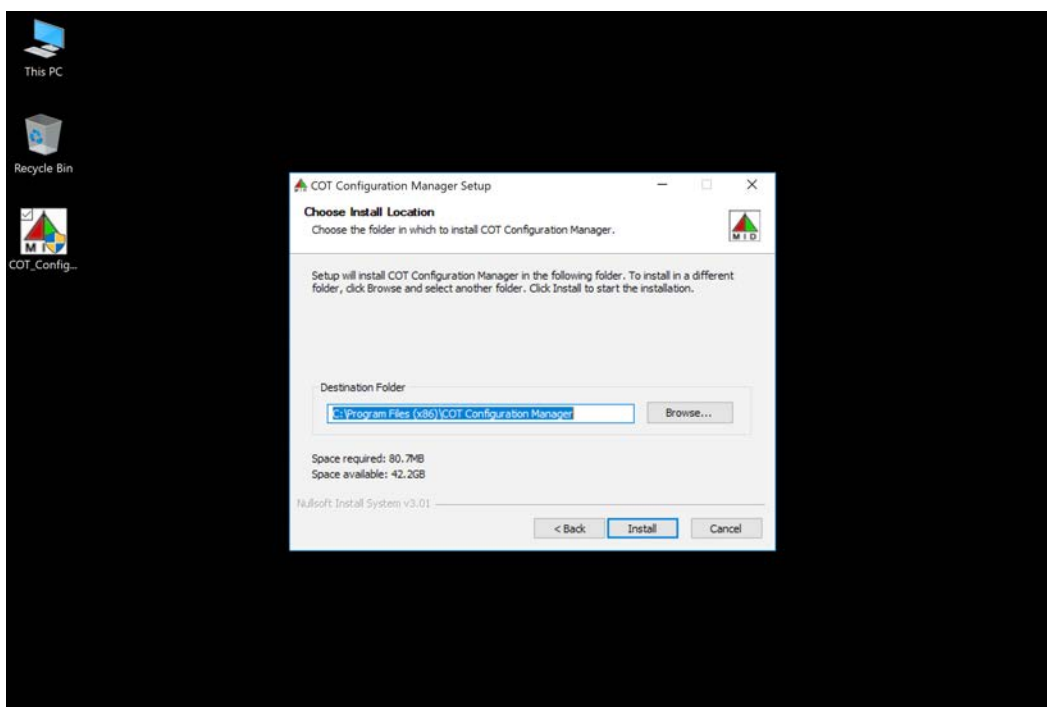 This PC
Recycle Bin
MID
COT_Config...
COT Configuration Manager Setup
Choose Install Location
Choose the folder in which to install COT Configuration Manager.
MID
Setup will install COT Configuration Manager in the following folder. To install in a different
folder, click Browse and select another folder. Click Install to start the installation.
Destination Folder
C:\Program Files (x86)\COT Configuration Manager
Browse...
Space required: 80.7MB
Space available: 42.2GB
Nullsoft Install System v3.01
< Back
Install
Cancel